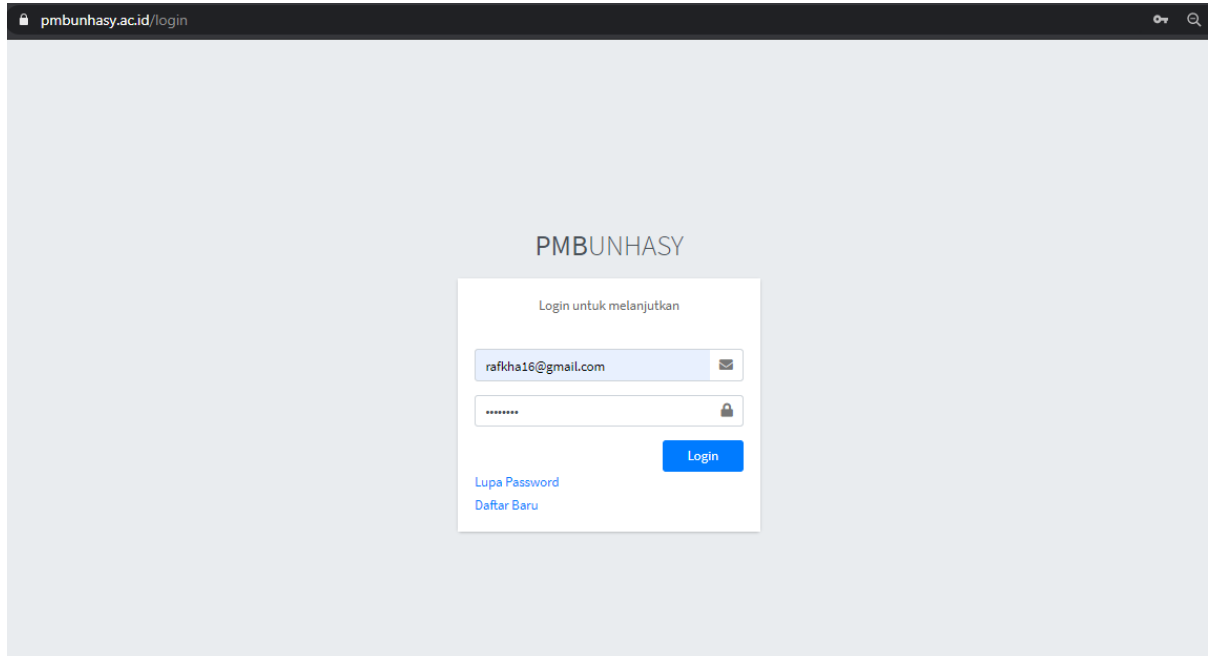 pmbunhasy.ac.id/login
PMBUNHASY
Login untuk melanjutkan
rafkha16@gmail.com
••••••••
Login
Lupa Password
Daftar Baru